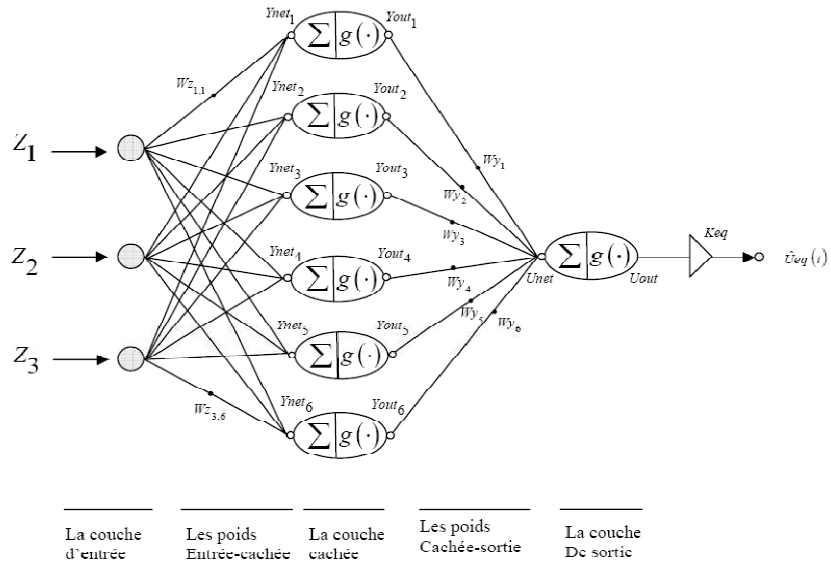 Ynet1
Yout1
Σ g(·)
Wz1,1
Ynet2
Yout2
Σ g(·)
Z1
Ynet3
Yout3
Σ g(·)
Wy1
Wy2
Wy3
Keq
Z2
Ynet4
Yout4
Σ g(·)
Wy4
Unet
Σ g(·)
Uout
Ûeq(t)
Ynet5
Yout5
Σ g(·)
Wy5
Wy6
Z3
Wz3,6
Ynet6
Yout6
Σ g(·)
La couche
d'entrée
Les poids
Entrée-cachée
La couche
cachée
Les poids
Cachée-sortie
La couche
De sortie